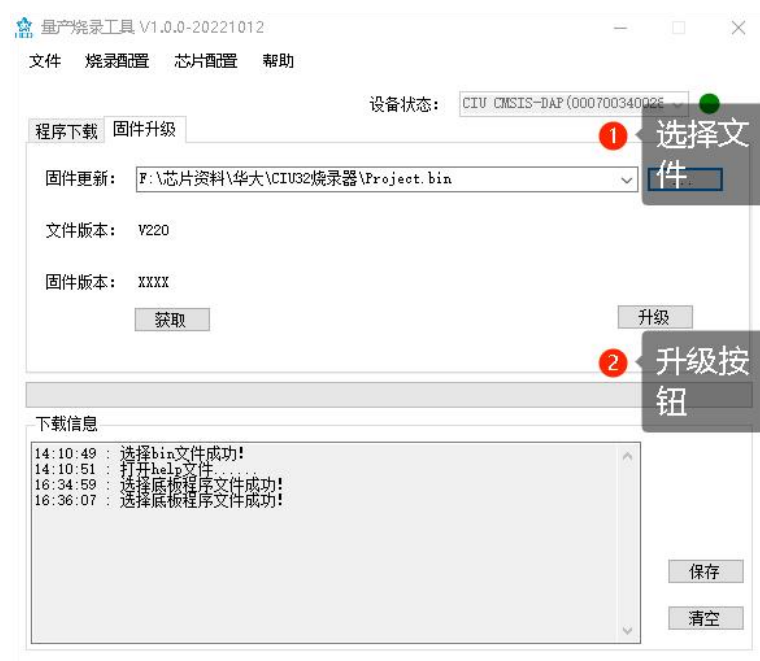 量产烧录工具 V1.0.0-20221012
文件 烧录配置 芯片配置 帮助
设备状态： CIU CMSIS-DAP(00070034002E
程序下载 固件升级
1 选择文件
固件更新： F:\芯片资料\华大\CIU32烧录器\Project.bin ...
文件版本： V220
固件版本： XXXX
获取 升级
2 升级按钮
下载信息
14:10:49 : 选择bin文件成功!
14:10:51 : 打开help文件......
16:34:59 : 选择底板程序文件成功!
16:36:07 : 选择底板程序文件成功!
保存
清空